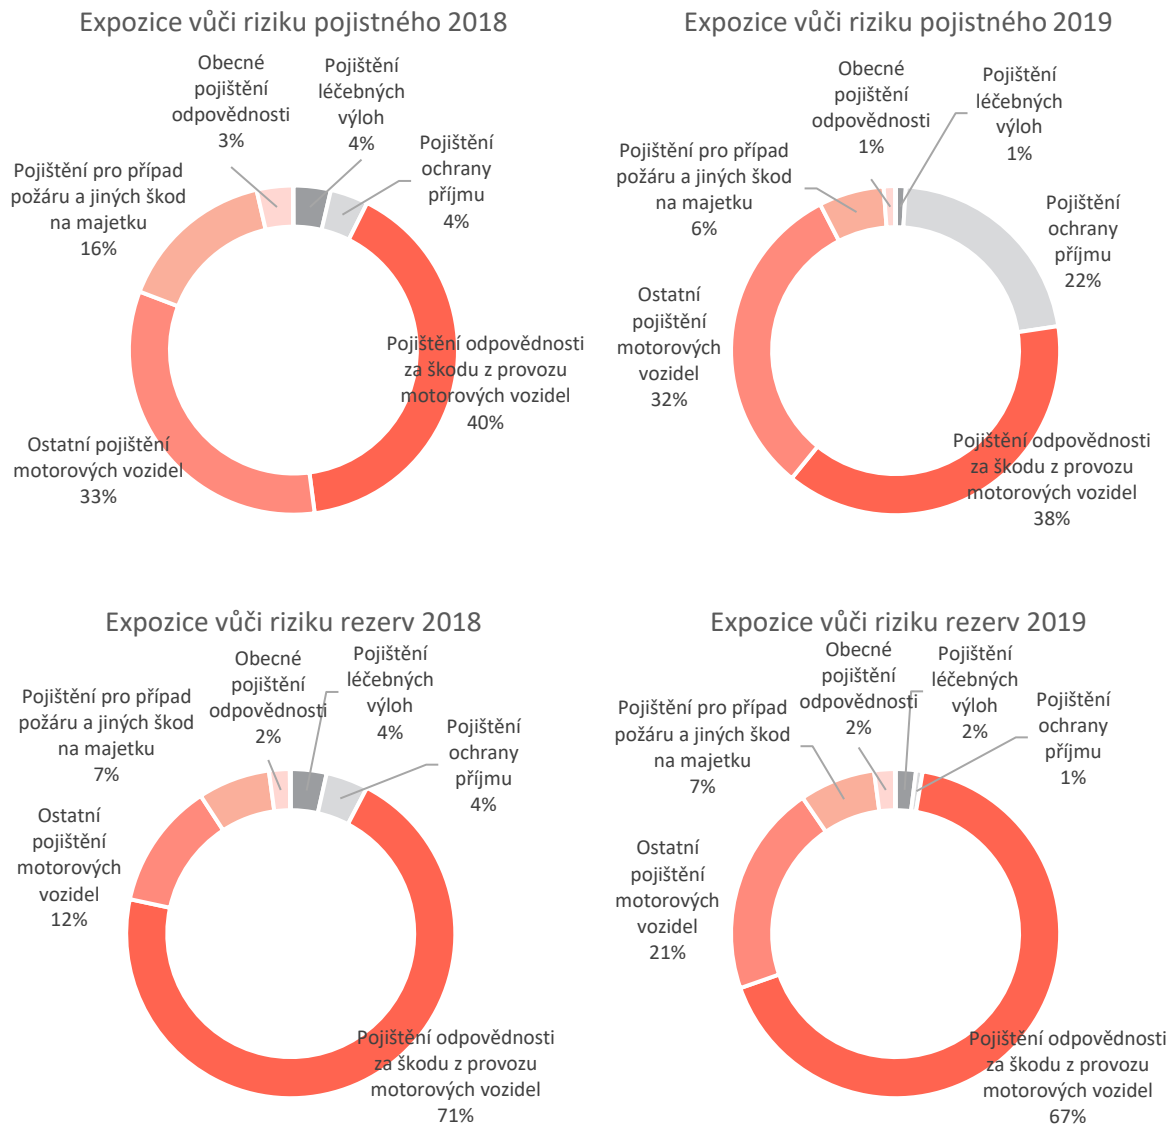 Expozice vůči riziku pojistného 2018
Obecné
pojištění
odpovědnosti
3%
Pojištění
léčebných
výloh
4%
Pojištění
ochrany
příjmu
4%
Pojištění pro případ
požáru a jiných škod
na majetku
16%
Pojištění odpovědnosti
za škodu z provozu
motorových vozidel
40%
Ostatní pojištění
motorových vozidel
33%
Expozice vůči riziku pojistného 2019
Obecné
pojištění
odpovědnosti
1%
Pojištění
léčebných
výloh
1%
Pojištění pro případ
požáru a jiných škod
na majetku
6%
Pojištění
ochrany
příjmu
22%
Ostatní
pojištění
motorových
vozidel
32%
Pojištění odpovědnosti
za škodu z provozu
motorových vozidel
38%
Expozice vůči riziku rezerv 2018
Obecné
pojištění
odpovědnosti
2%
Pojištění
léčebných
výloh
4%
Pojištění
ochrany
příjmu
4%
Pojištění pro případ
požáru a jiných škod
na majetku
7%
Ostatní
pojištění
motorových
vozidel
12%
Pojištění odpovědnosti
za škodu z provozu
motorových vozidel
71%
Expozice vůči riziku rezerv 2019
Obecné
pojištění
odpovědnosti
2%
Pojištění
léčebných
výloh
2%
Pojištění
ochrany
příjmu
1%
Pojištění pro případ
požáru a jiných škod
na majetku
7%
Ostatní
pojištění
motorových
vozidel
21%
Pojištění odpovědnosti
za škodu z provozu
motorových vozidel
67%